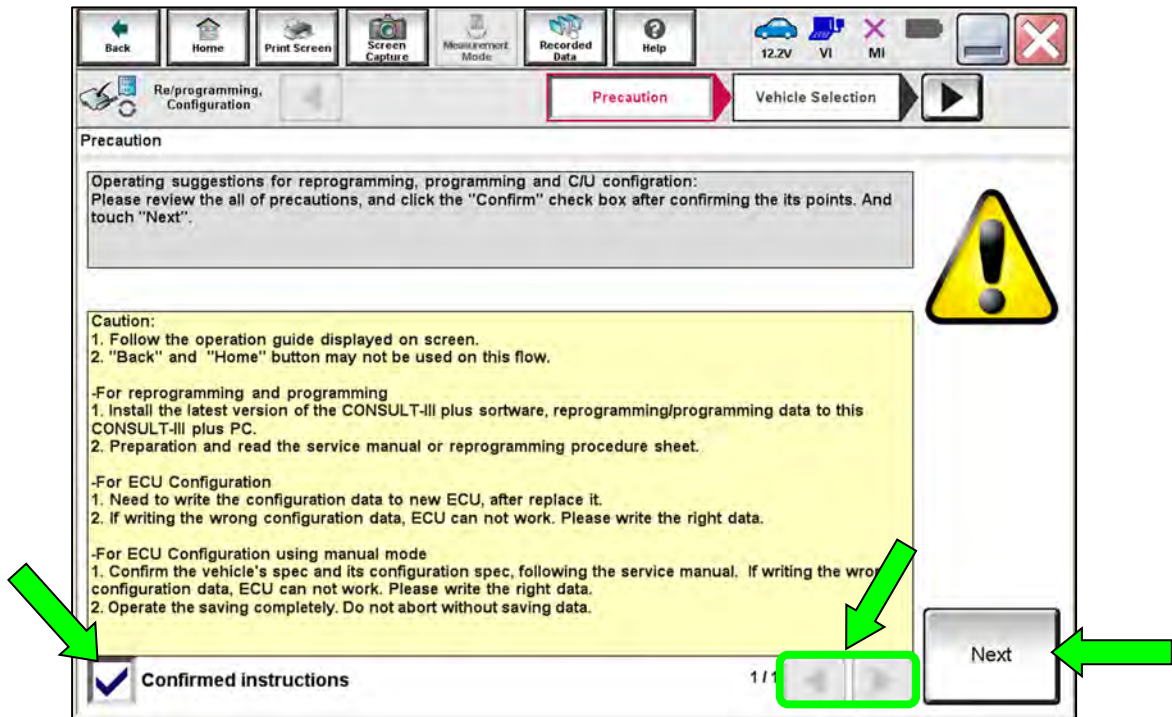 Back
Home
Print Screen
Screen
Capture
Measurement
Mode
Recorded
Data
Help
12.2V
VI
MI
Re/programming,
Configuration
Precaution
Vehicle Selection
Precaution
Operating suggestions for reprogramming, programming and C/U configration:
Please review the all of precautions, and click the "Confirm" check box after confirming the its points. And
touch "Next".
Caution:
1. Follow the operation guide displayed on screen.
2. "Back" and "Home" button may not be used on this flow.
-For reprogramming and programming
1. Install the latest version of the CONSULT-III plus sortware, reprogramming/programming data to this
CONSULT-III plus PC.
2. Preparation and read the service manual or reprogramming procedure sheet.
-For ECU Configuration
1. Need to write the configuration data to new ECU, after replace it.
2. If writing the wrong configuration data, ECU can not work. Please write the right data.
-For ECU Configuration using manual mode
1. Confirm the vehicle's spec and its configuration spec, following the service manual. If writing the
configuration data, ECU can not work. Please write the right data.
2. Operate the saving completely. Do not abort without saving data.
Confirmed instructions
1/1
Next